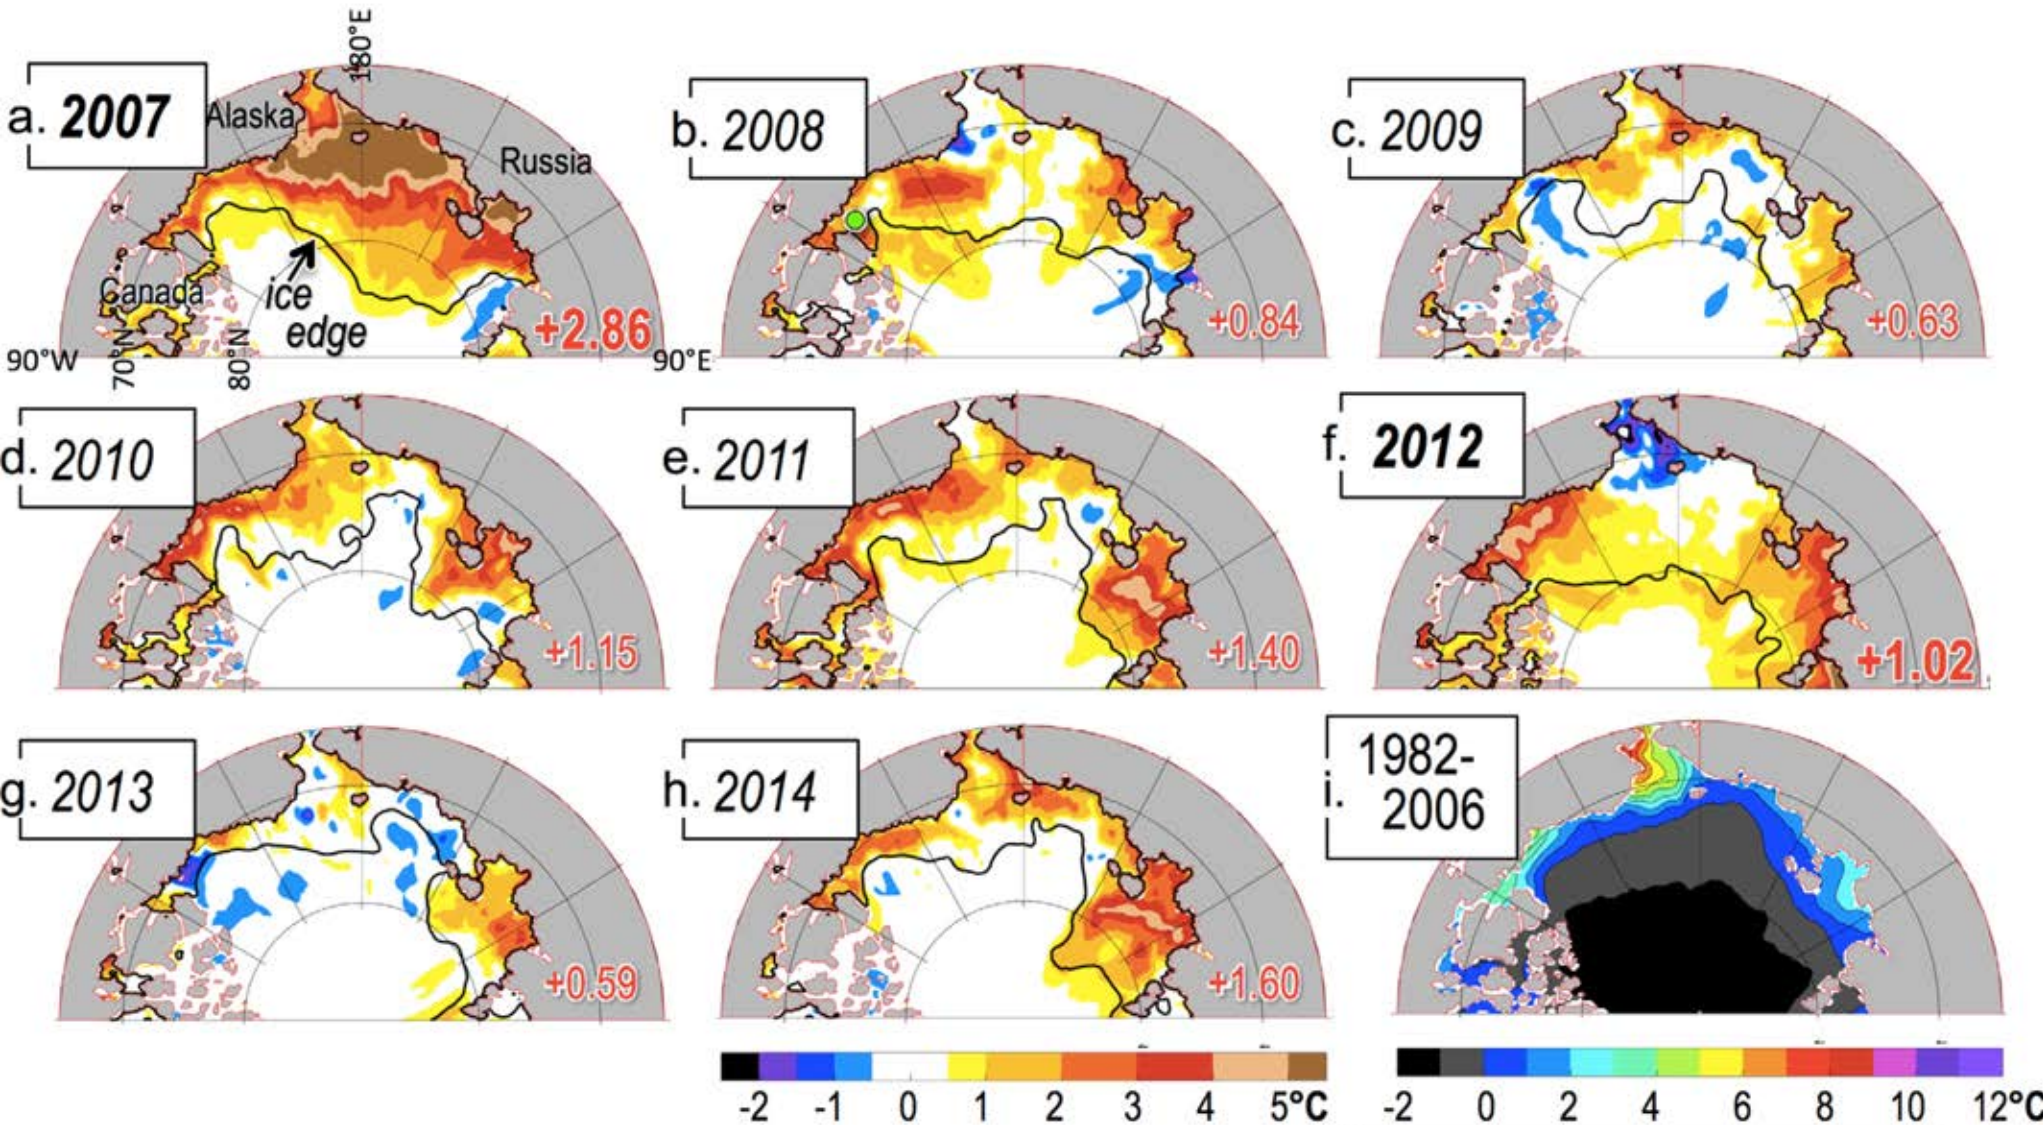 180°E
a. 2007
Alaska
Russia
Canada
ice
edge
+2.86
90°W
70°N
80°N
90°E
b. 2008
+0.84
c. 2009
+0.63
d. 2010
+1.15
e. 2011
+1.40
f. 2012
+1.02
g. 2013
+0.59
h. 2014
+1.60
i. 1982-
2006
-2 -1 0 1 2 3 4 5°C
-2 0 2 4 6 8 10 12°C